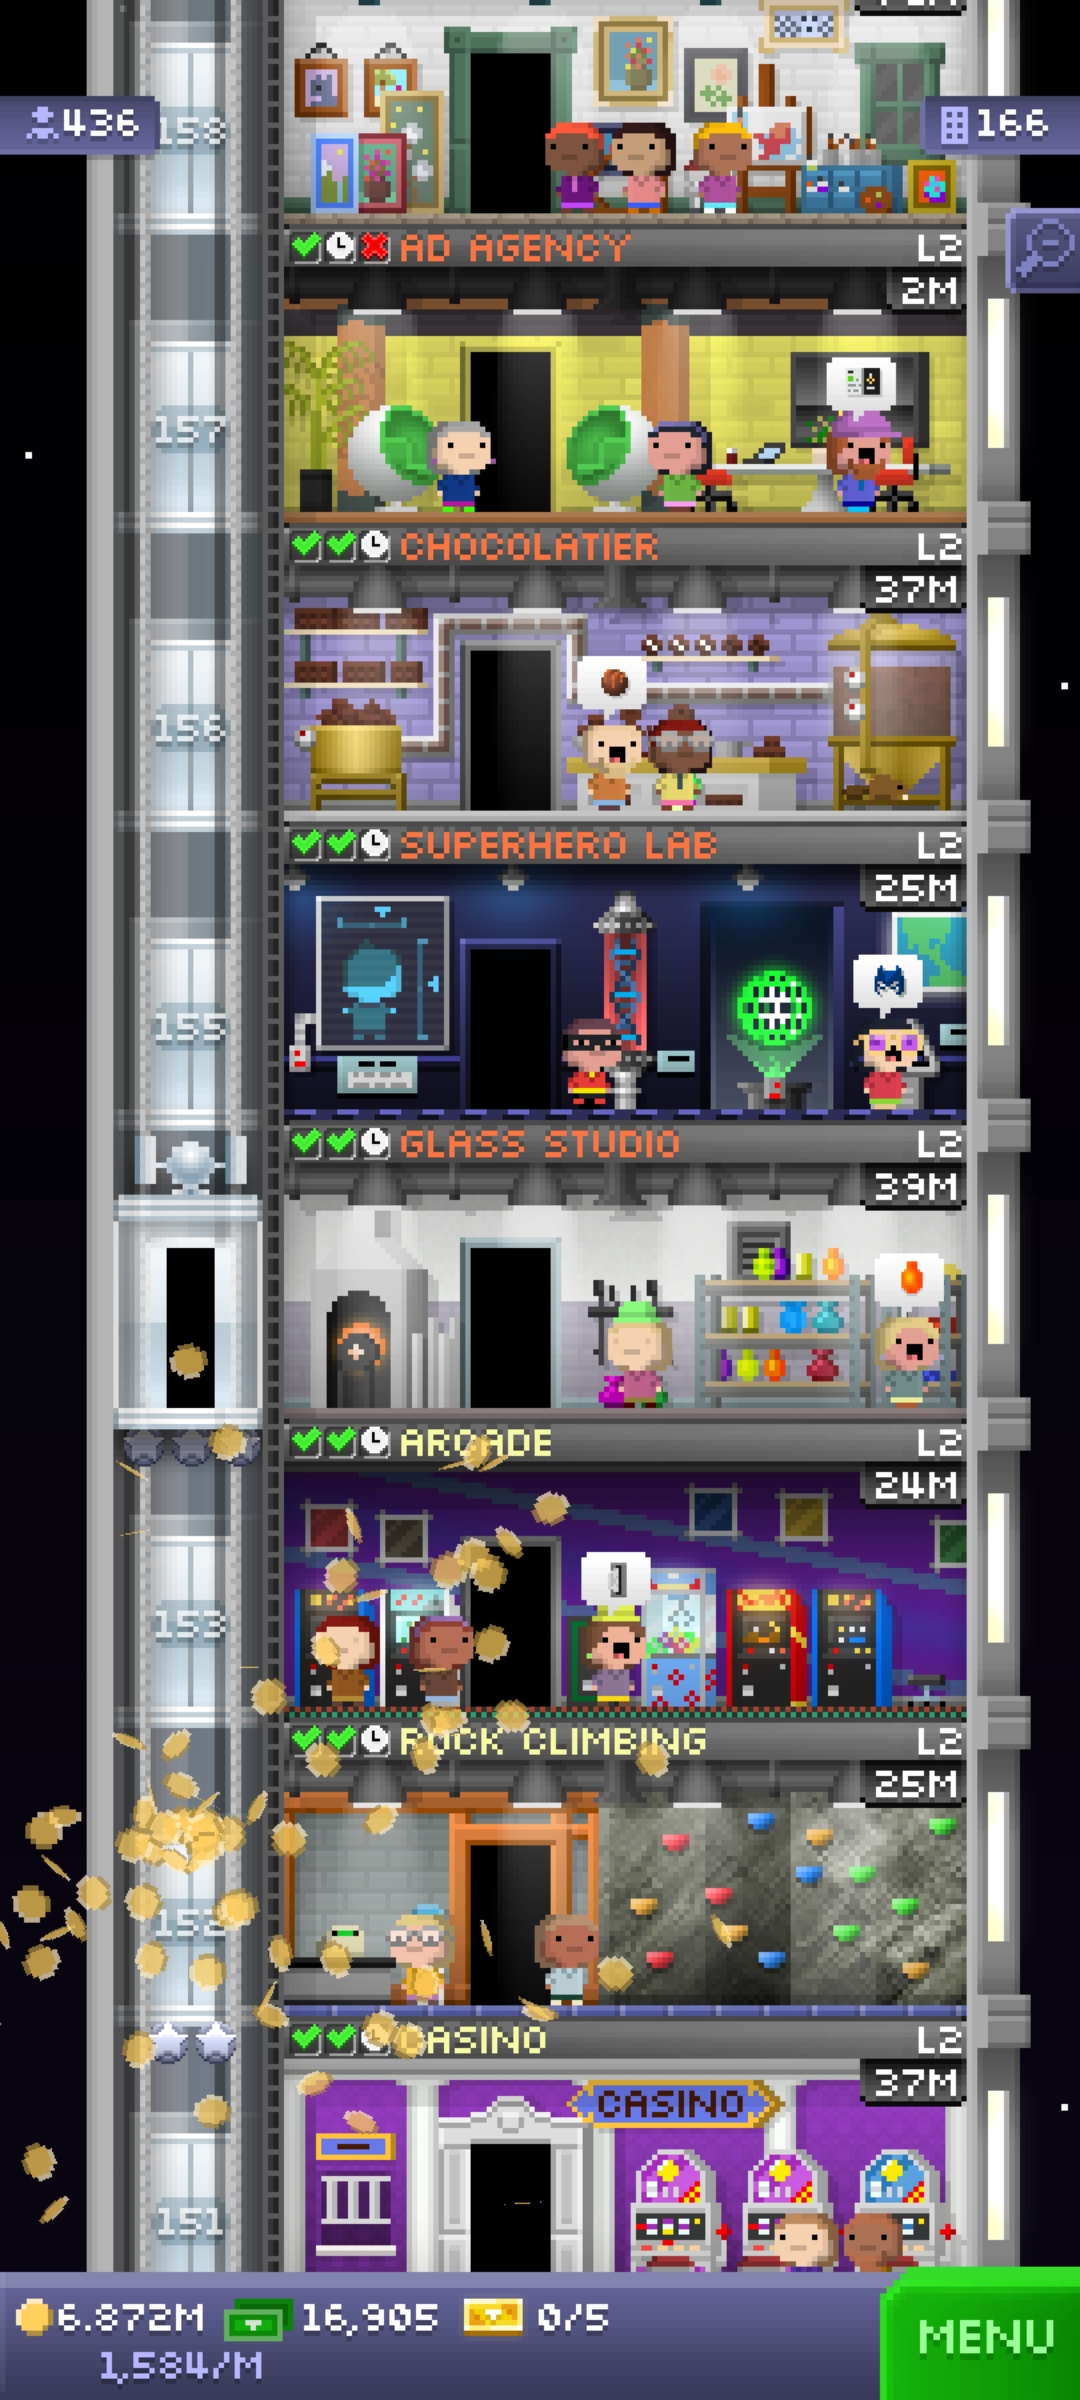 436
158
166
AD AGENCY
L2
2M
157
CHOCOLATIER
L2
37M
156
SUPERHERO LAB
L2
25M
155
GLASS STUDIO
L2
39M
ARCADE
L2
24M
153
ROCK CLIMBING
L2
25M
152
CASINO
L2
37M
CASINO
151
6.872M
16,905
0/5
1,584/M
MENU